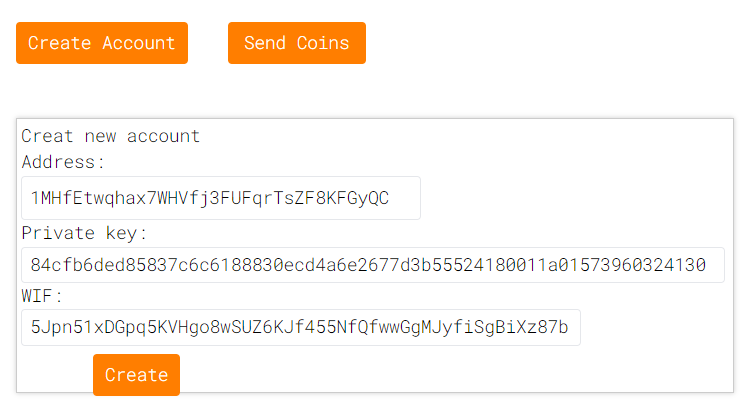 Create Account
Send Coins
Creat new account
Address:
1MHfEtwqhax7WHVfj3FUFqrTsZF8KFGyQC
Private key:
84cfb6ded85837c6c6188830ecd4a6e2677d3b55524180011a01573960324130
WIF:
5Jpn51xDGpq5KVHgo8wSUZ6KJf455NfQfwwGgMJyfiSgBiXz87b
Create